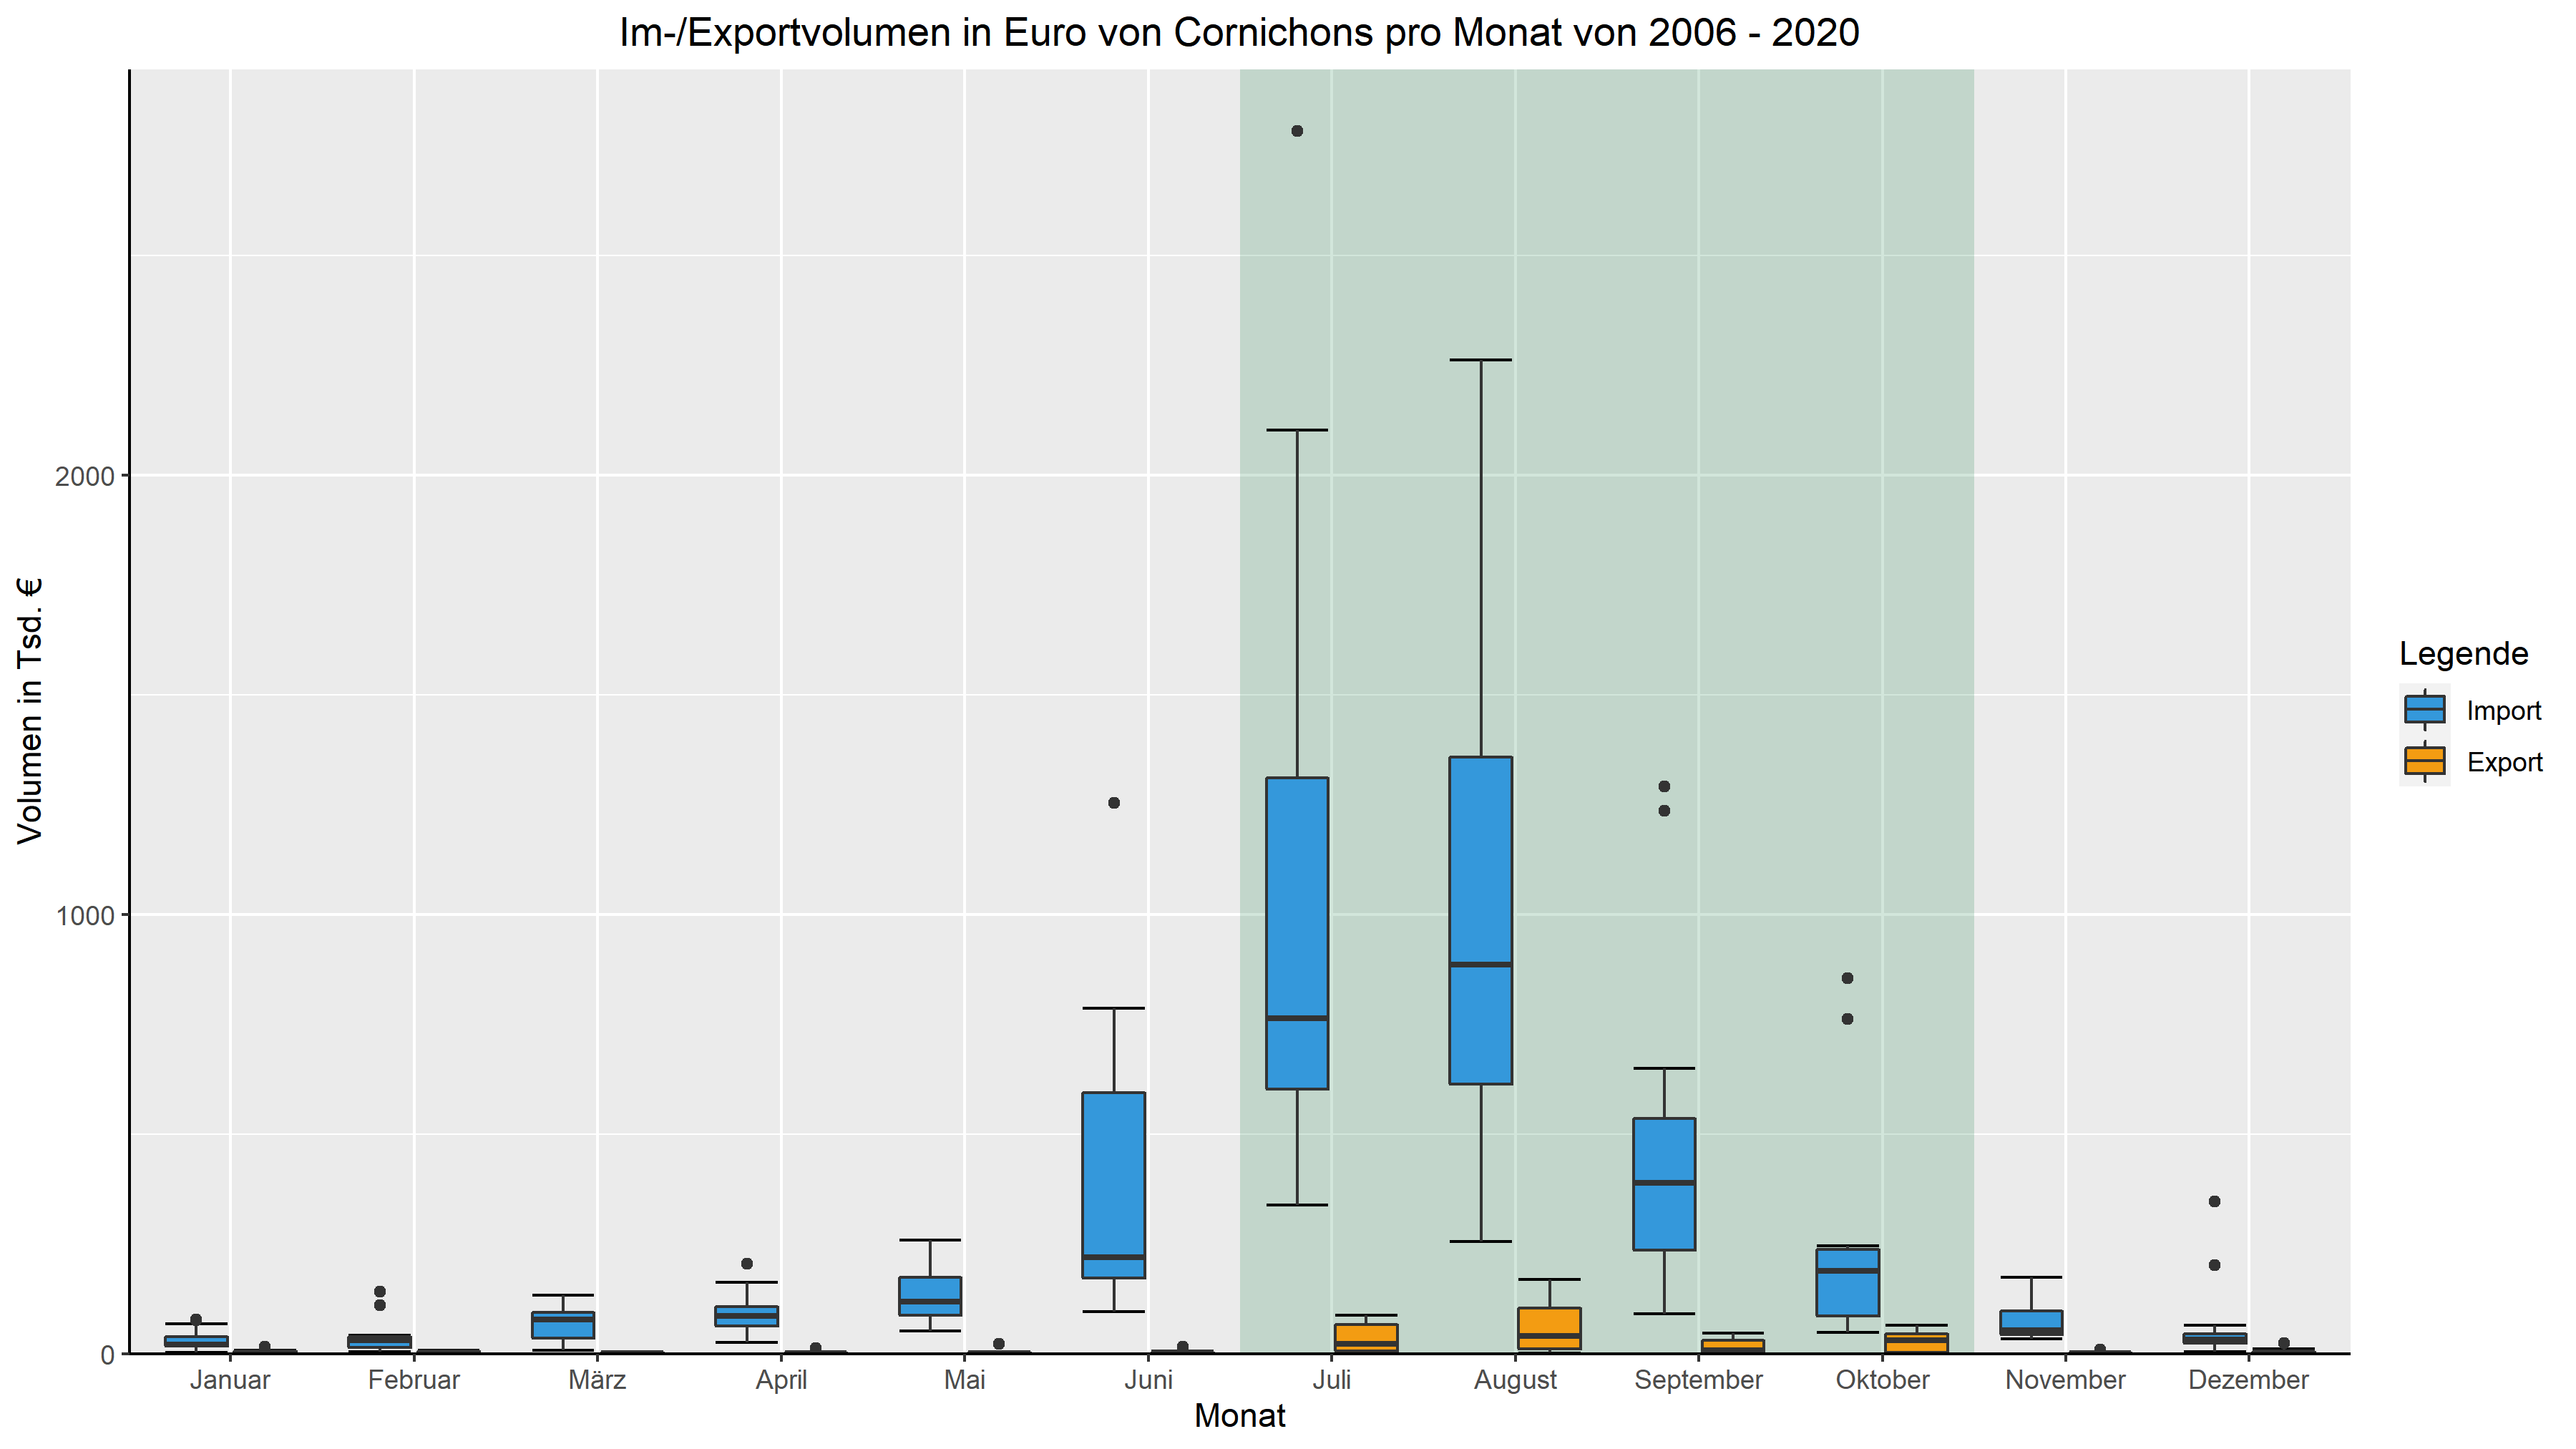 Im-/Exportvolumen in Euro von Cornichons pro Monat von 2006 - 2020
Volumen in Tsd. €
2000
1000
0
Januar Februar März April Mai Juni Juli August September Oktober November Dezember
Monat
Legende
Import
Export